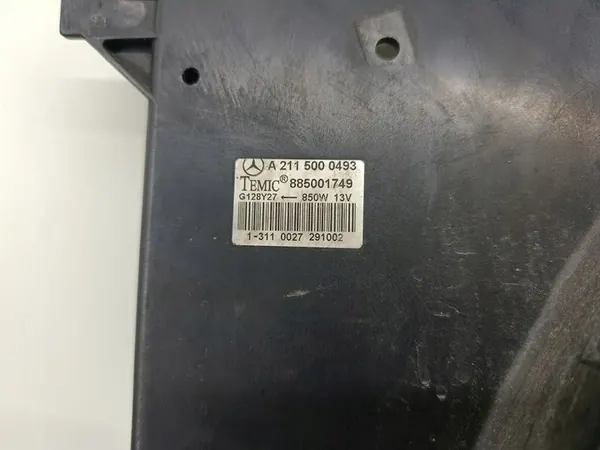 A 211 500 0493
TEMIC® 885001749
G128Y27 ← 850W 13V
1-311 0027 291002